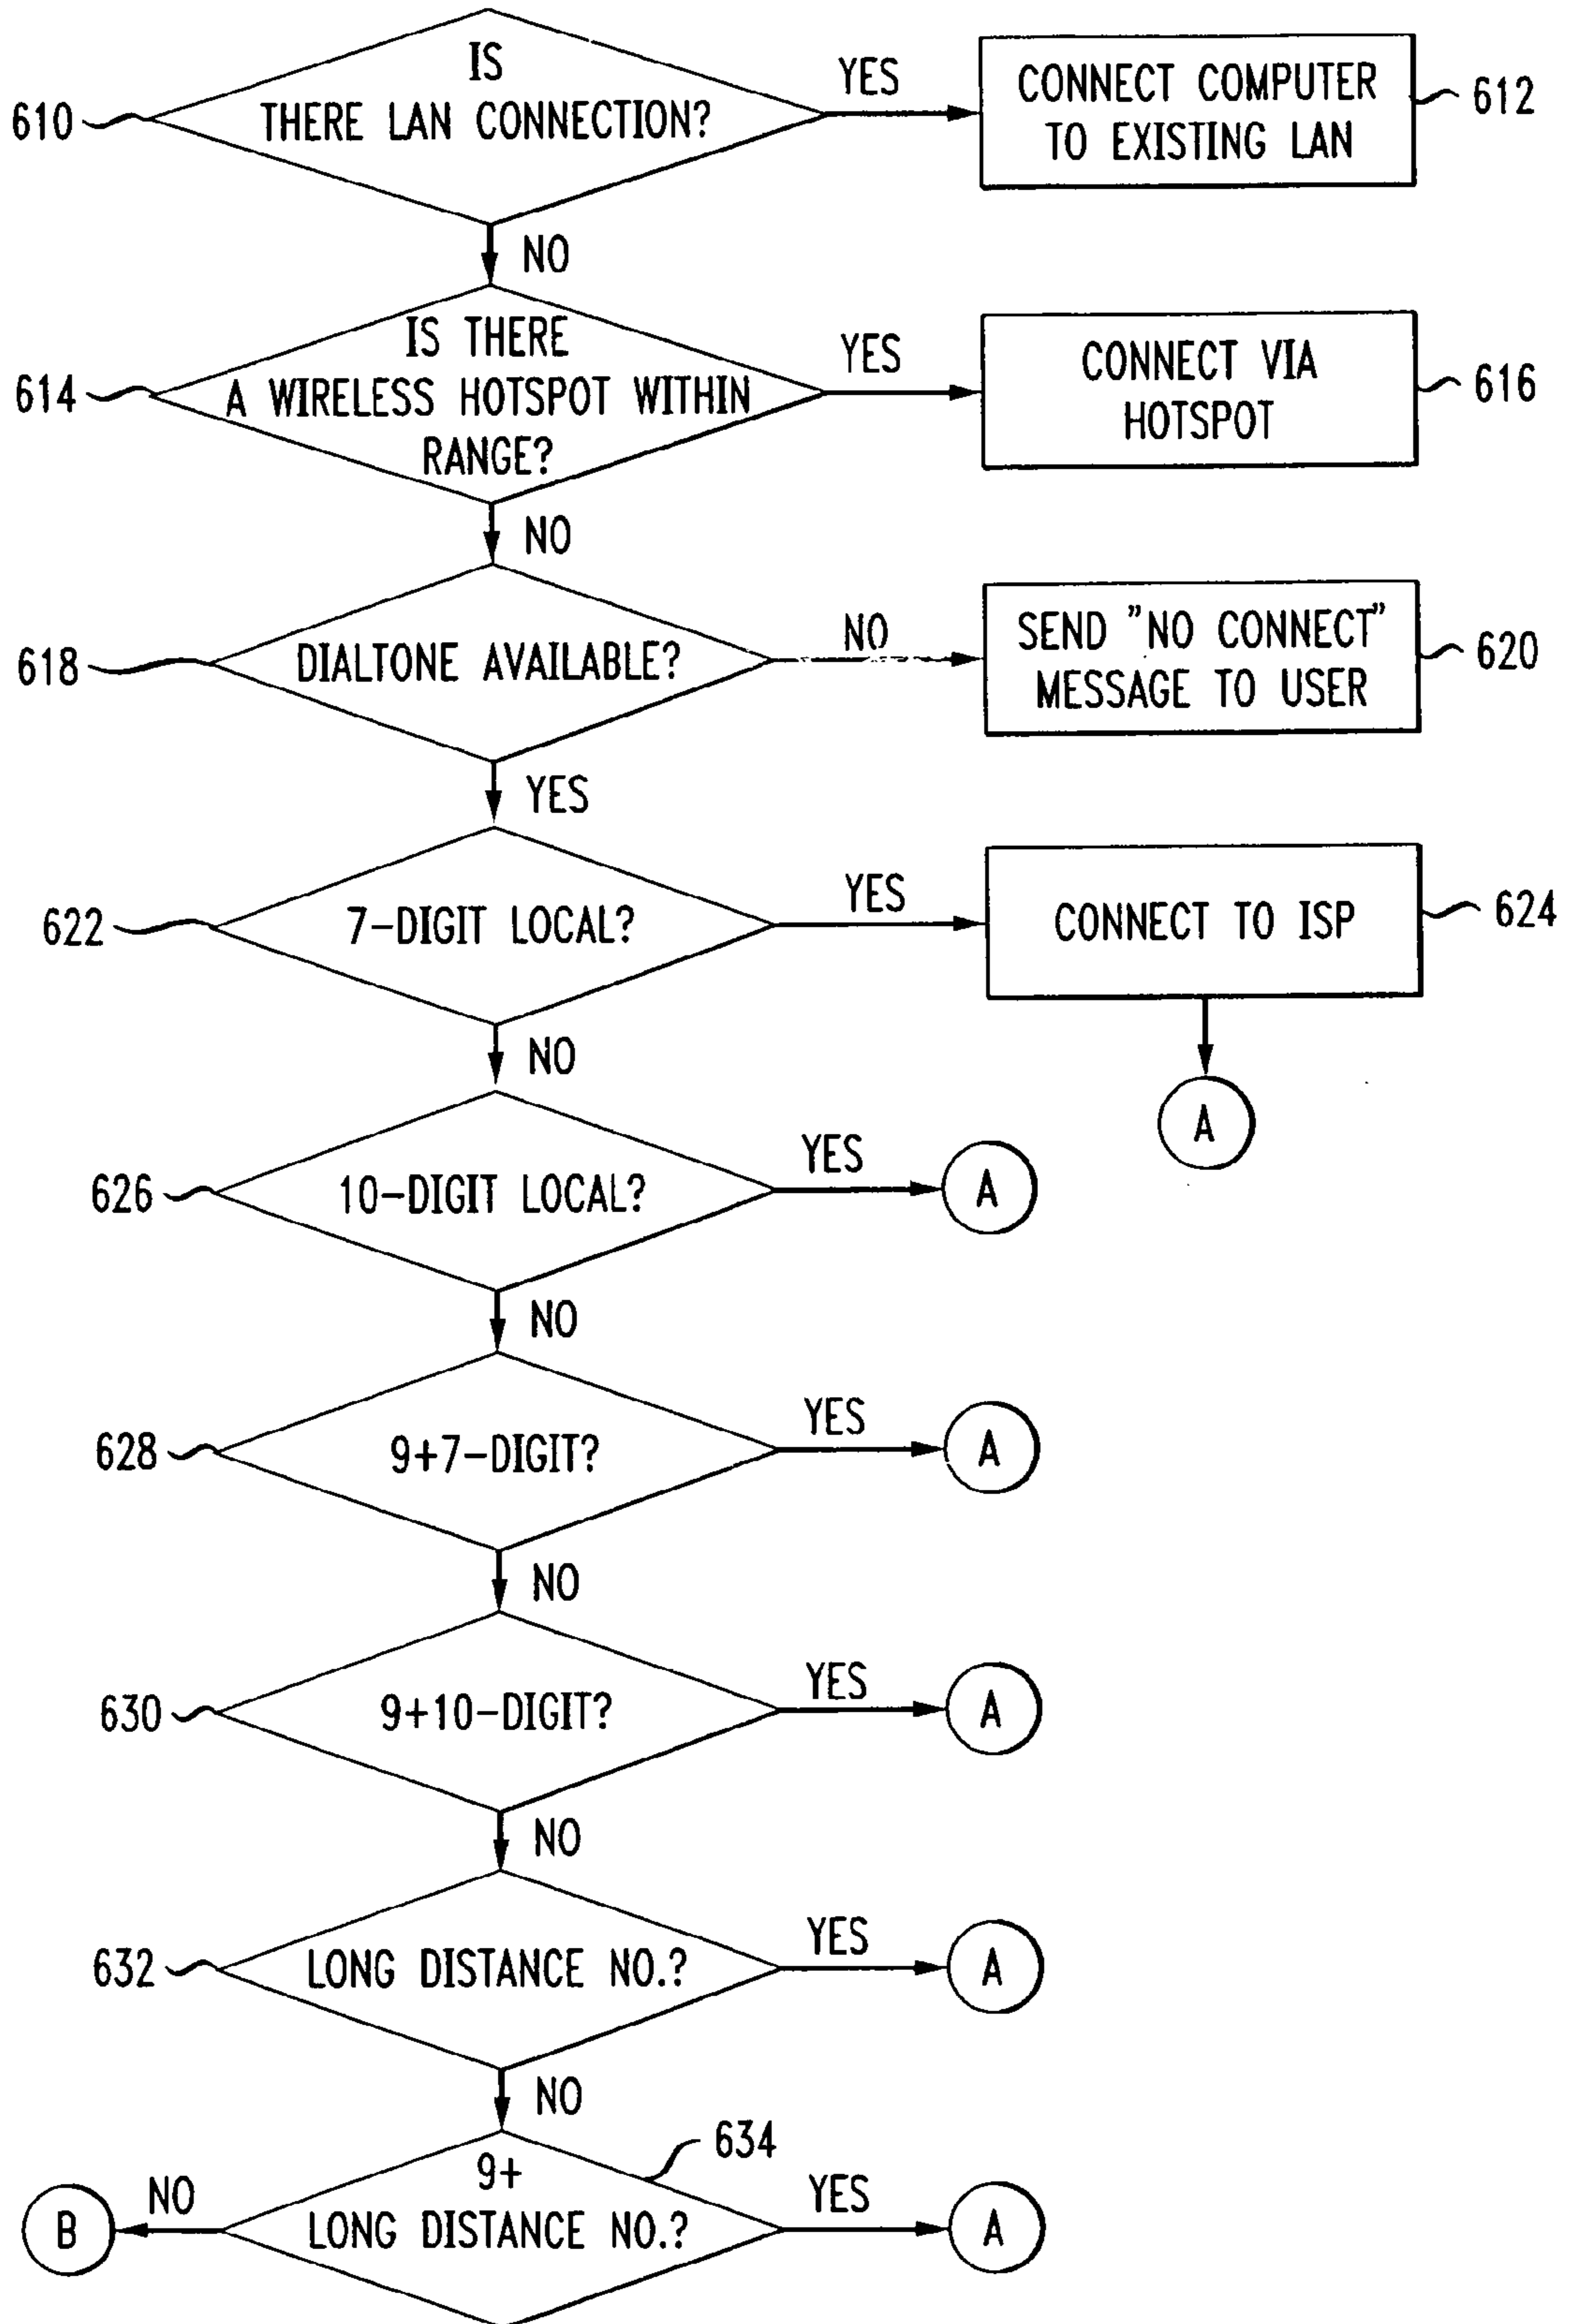 IS
THERE LAN CONNECTION?
610
YES
CONNECT COMPUTER
TO EXISTING LAN
612
NO
IS THERE
A WIRELESS HOTSPOT WITHIN
RANGE?
614
YES
CONNECT VIA
HOTSPOT
616
NO
DIALTONE AVAILABLE?
618
NO
SEND "NO CONNECT"
MESSAGE TO USER
620
YES
7-DIGIT LOCAL?
622
YES
CONNECT TO ISP
624
A
NO
10-DIGIT LOCAL?
626
YES
A
NO
9+7-DIGIT?
628
YES
A
NO
9+10-DIGIT?
630
YES
A
NO
LONG DISTANCE NO.?
632
YES
A
NO
9+
LONG DISTANCE NO.?
634
NO
B
YES
A